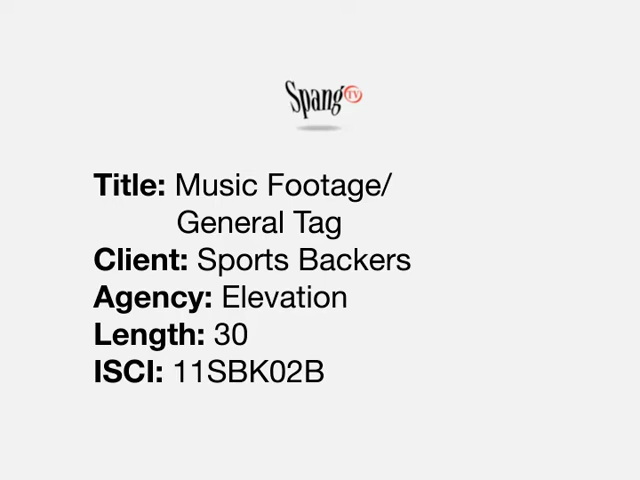 Spang TV
Title: Music Footage/
General Tag
Client: Sports Backers
Agency: Elevation
Length: 30
ISCI: 11SBK02B